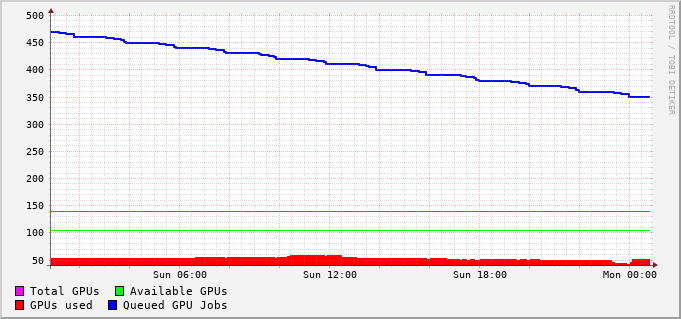 500
450
400
350
300
250
200
150
100
50
Sun 06:00 Sun 12:00 Sun 18:00 Mon 00:00
Total GPUs Available GPUs
GPUs used Queued GPU Jobs
RRDTOOL / TOBI OETIKER